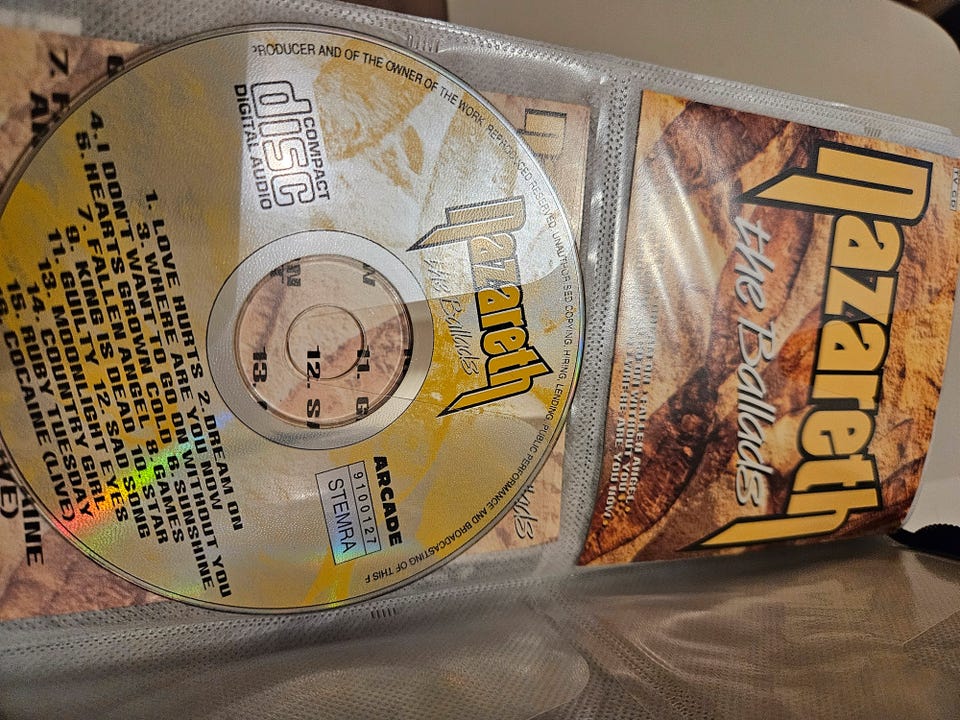 PRODUCER AND OF THE OWNER OF THE WORK REPRODUCED RESERVED. UNAUTHORISED COPYING, HIRING, LENDING, PUBLIC PERFORMANCE AND BROADCASTING OF THIS
nazareth
the Ballads
COMPACT
disc
DIGITAL AUDIO
ARCADE
910127
STEMRA
1. LOVE HURTS 2. DREAM ON
3. WHERE ARE YOU NOW
4. I DON'T WANT TO GO ON WITHOUT YOU
5. HEARTS GROWN COLD 6 SUNSHINE
7. FALLEN ANGEL 8. GAMES
9. KING IS DEAD 10. STAR
11. GUILTY 12. SAD SONG
13. MOONLIGHT EYES
14. COUNTRY GIRL
15. RUBY TUESDAY
16. COCAINE (LIVE)
11. G
12. S
13.
nazareth
the Ballads